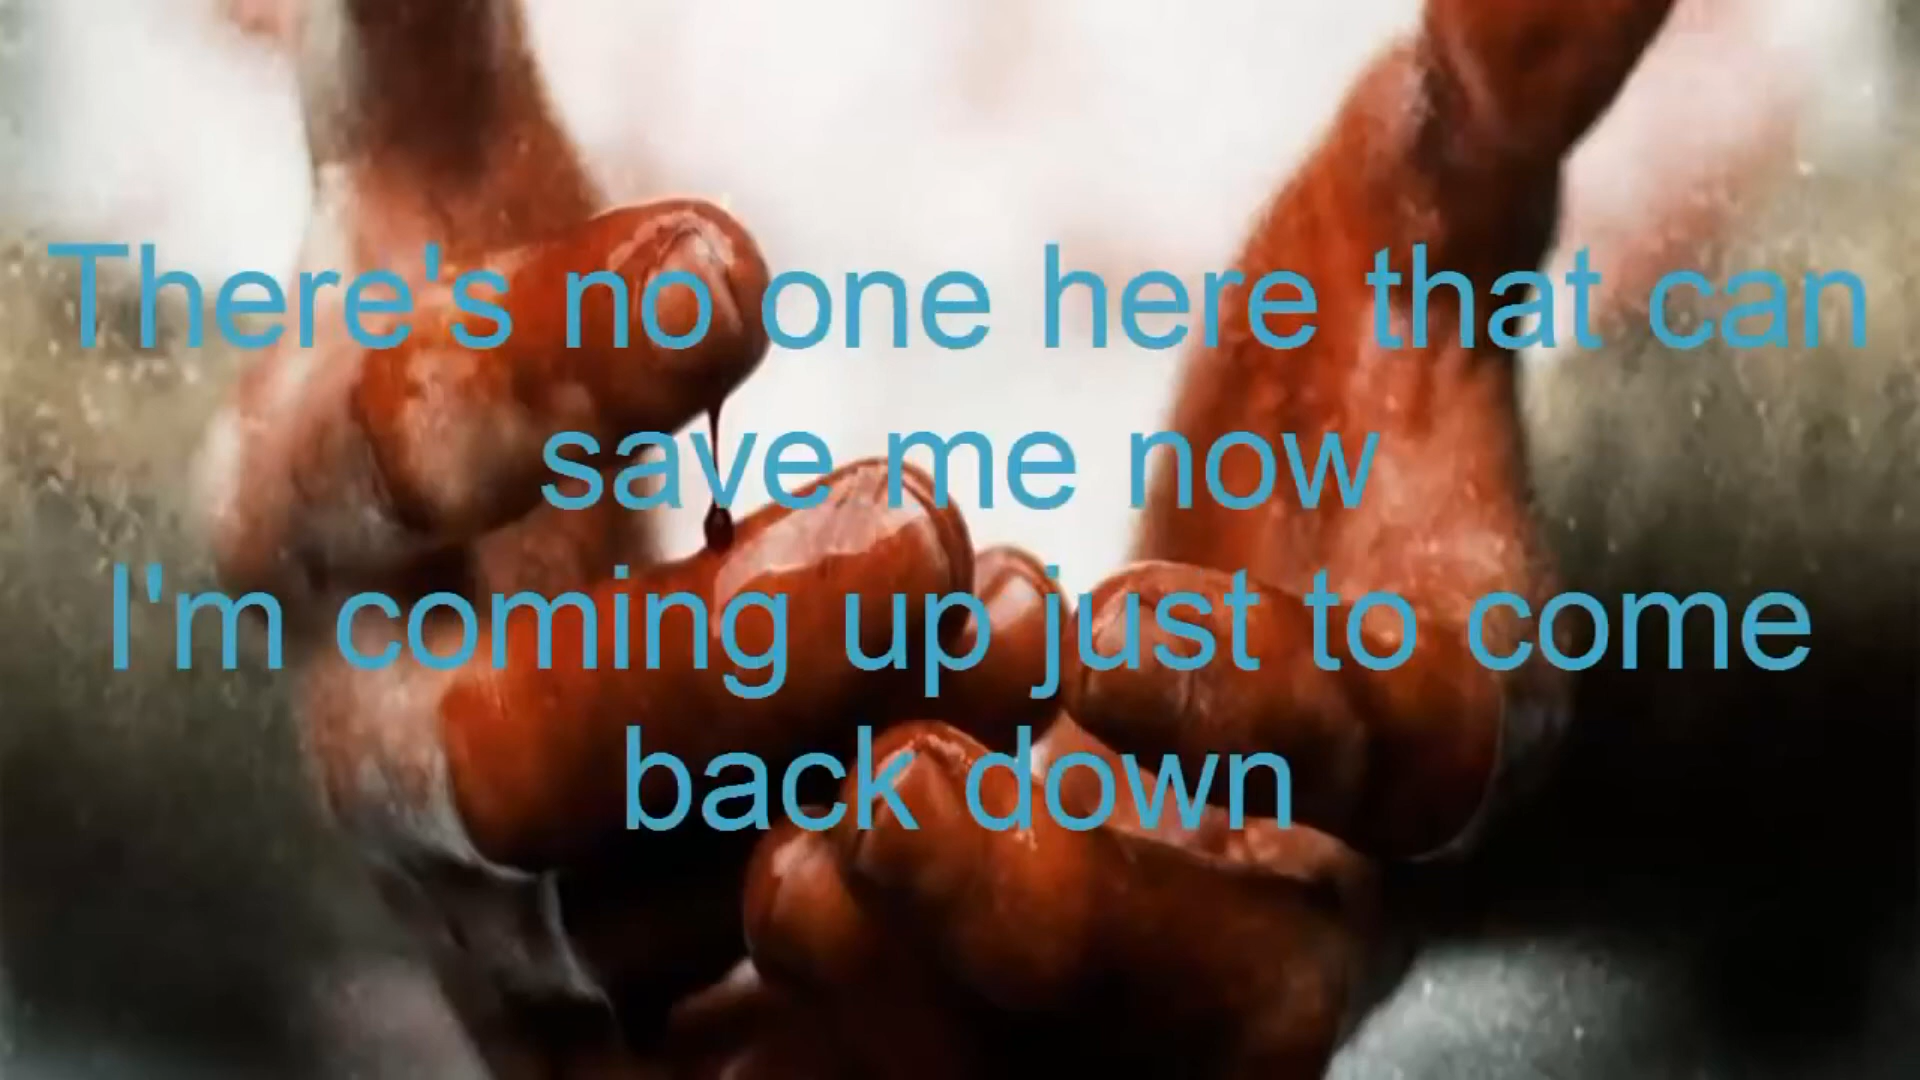 There's no one here that can
save me now
I'm coming up just to come
back down